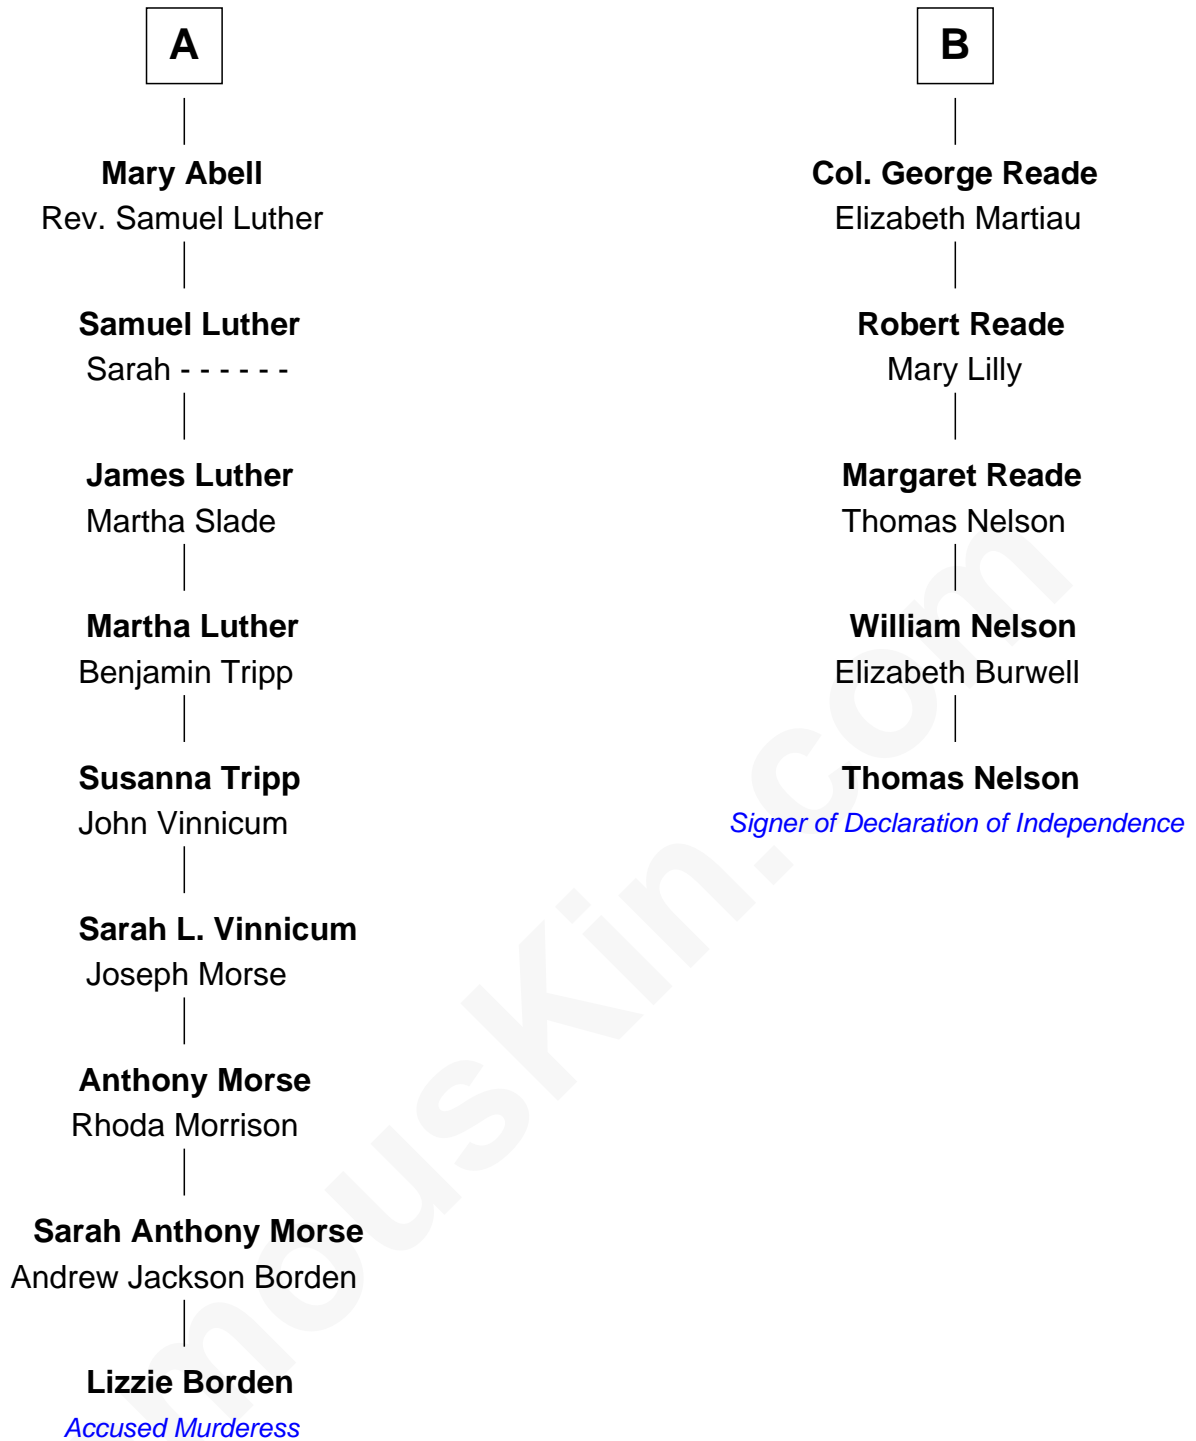 A
Mary Abell
Rev. Samuel Luther
Samuel Luther
Sarah - - - - - -
James Luther
Martha Slade
Martha Luther
Benjamin Tripp
Susanna Tripp
John Vinnicum
Sarah L. Vinnicum
Joseph Morse
Anthony Morse
Rhoda Morrison
Sarah Anthony Morse
Andrew Jackson Borden
Lizzie Borden
Accused Murderess
B
Col. George Reade
Elizabeth Martiau
Robert Reade
Mary Lilly
Margaret Reade
Thomas Nelson
William Nelson
Elizabeth Burwell
Thomas Nelson
Signer of Declaration of Independence
mouskin.com